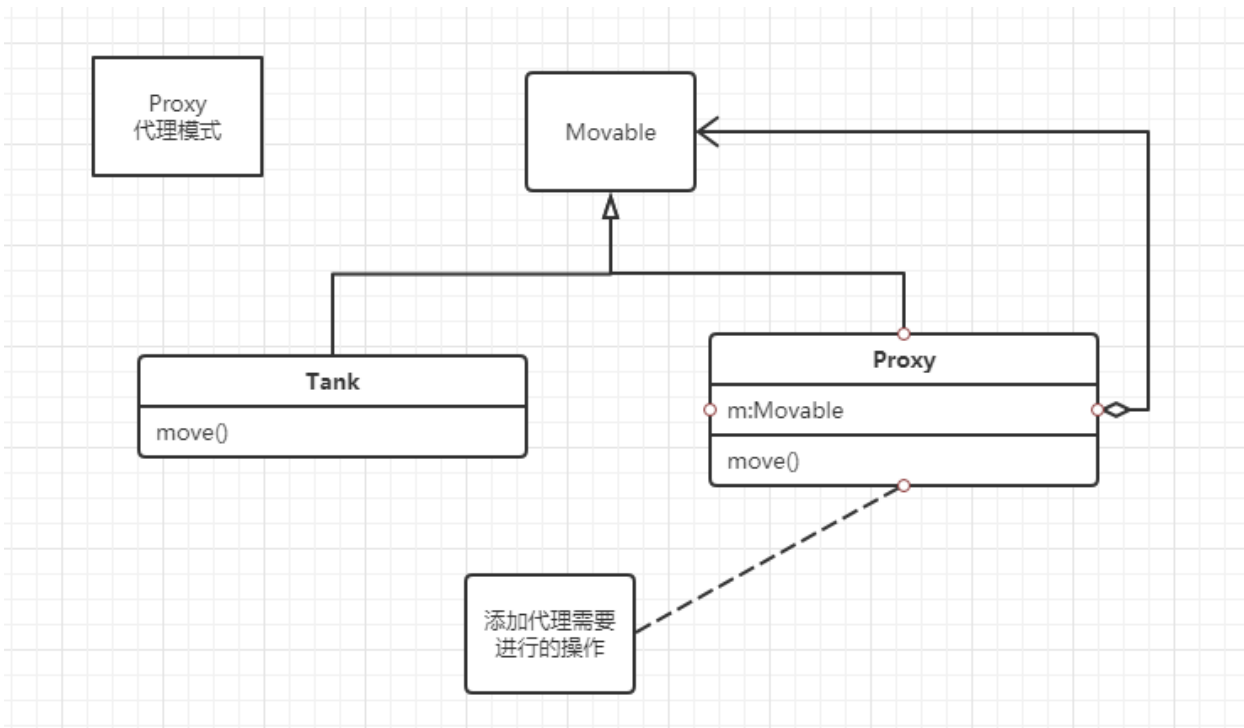 Proxy
代理模式
Movable
Tank
move()
Proxy
m:Movable
move()
添加代理需要
进行的操作